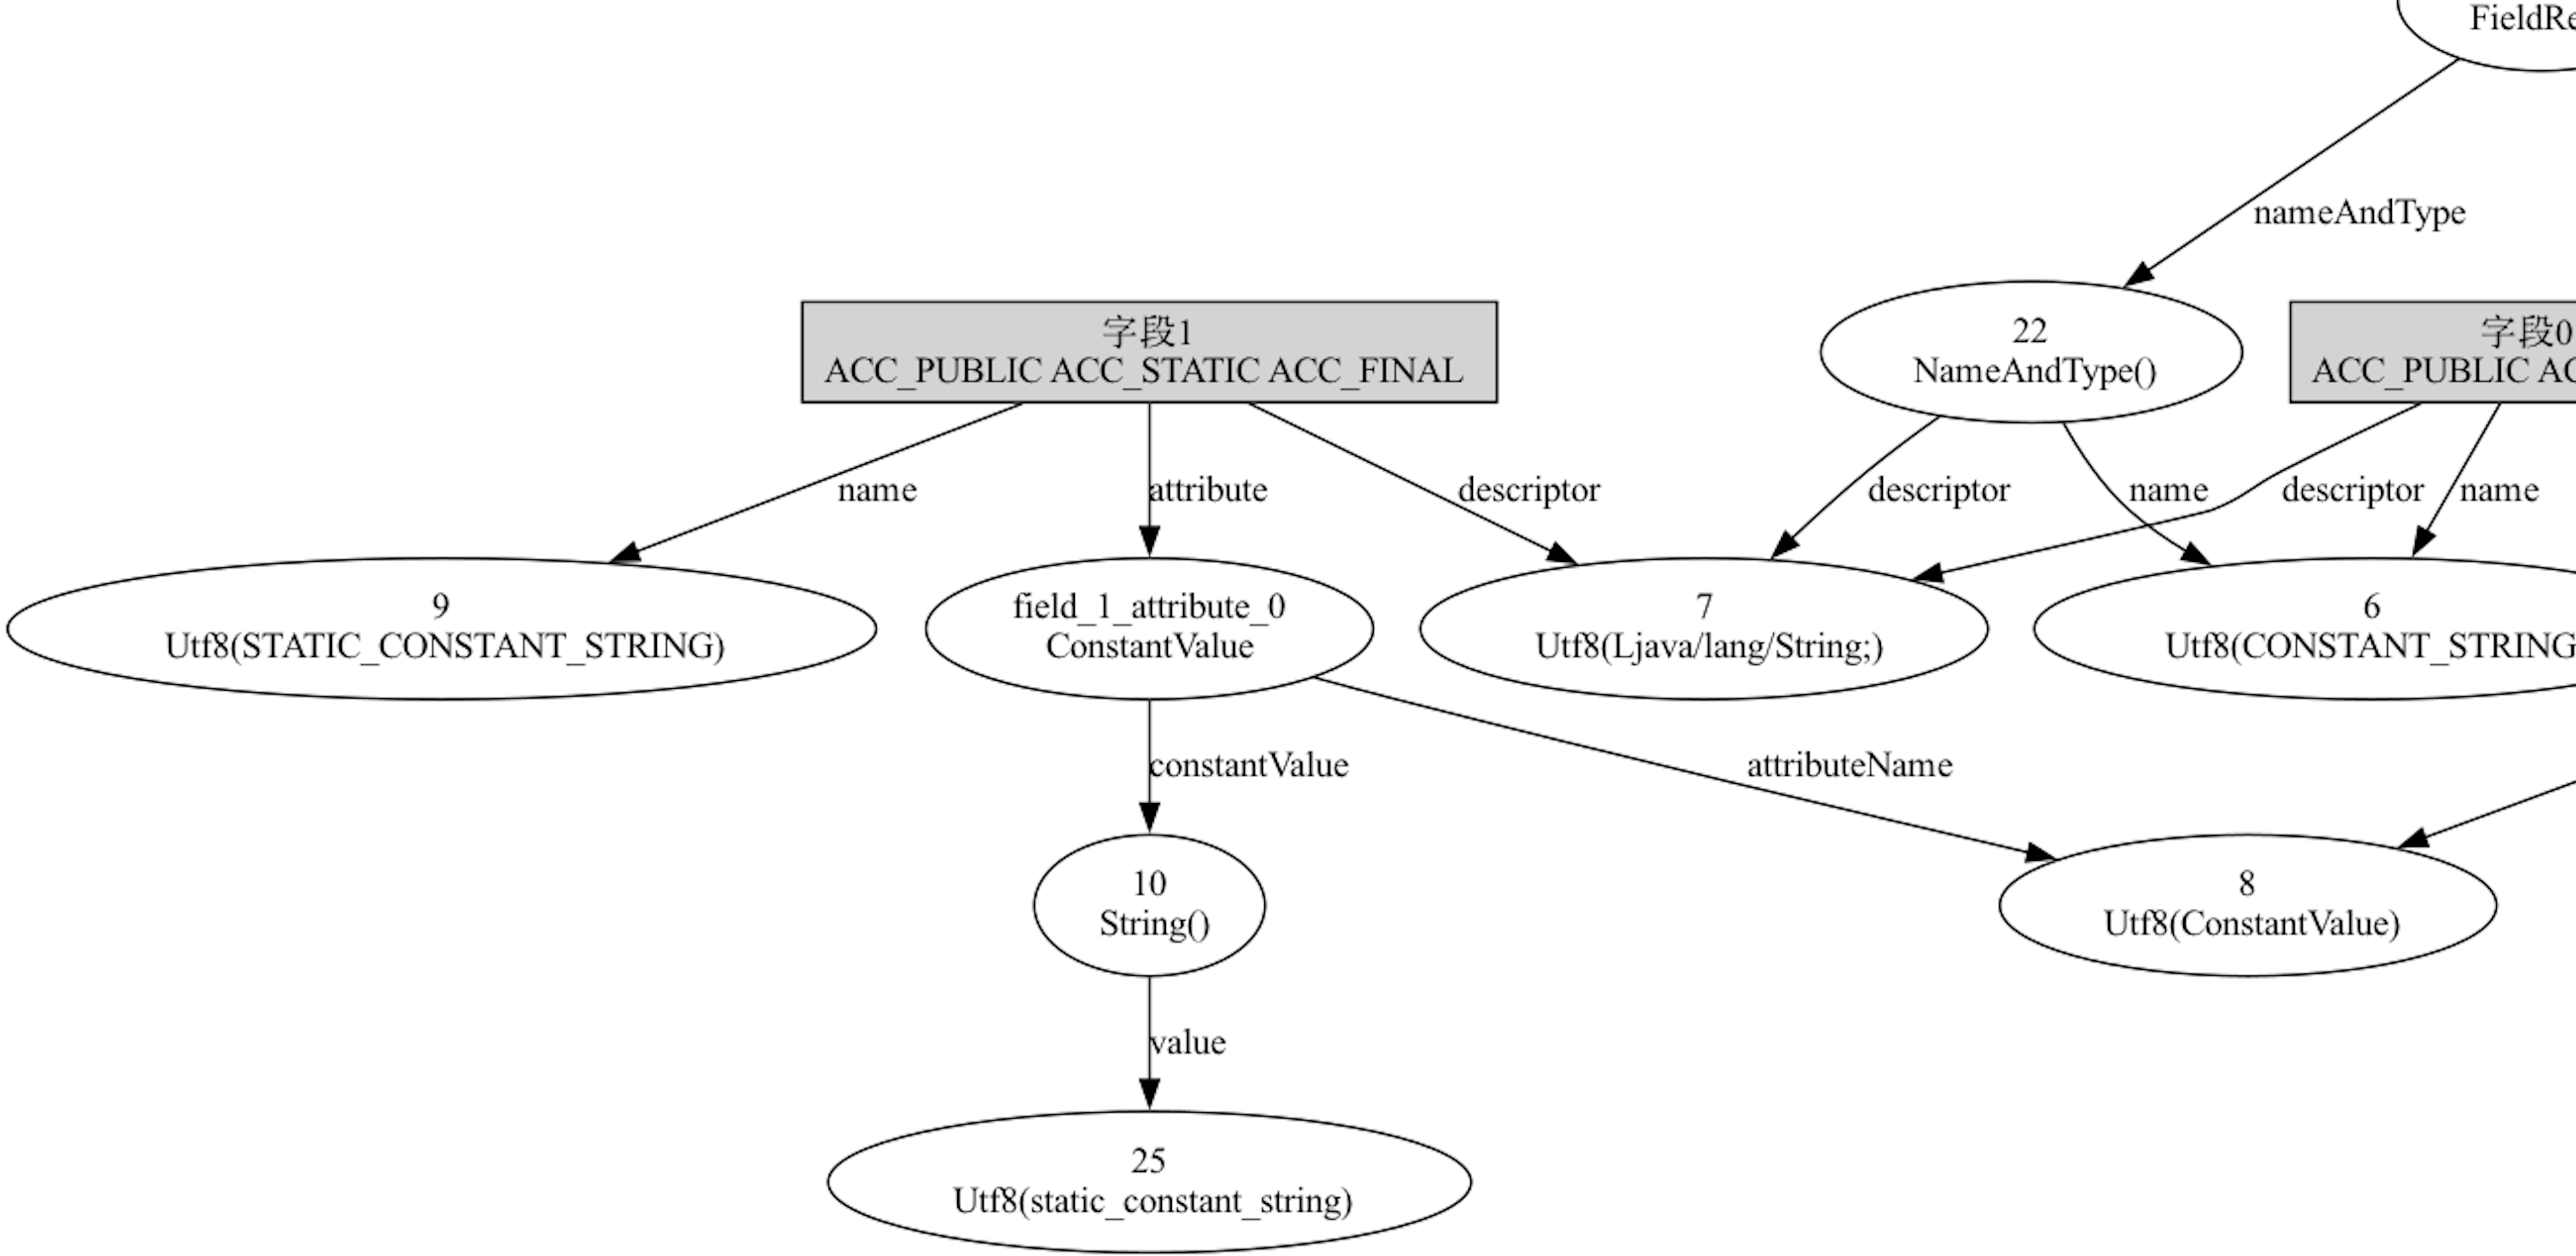 FieldRe
nameAndType
字段1
ACC_PUBLIC ACC_STATIC ACC_FINAL
22
NameAndType()
字段0
ACC_PUBLIC AC
name
attribute
descriptor
descriptor
name
descriptor
name
9
Utf8(STATIC_CONSTANT_STRING)
field_1_attribute_0
ConstantValue
7
Utf8(Ljava/lang/String;)
6
Utf8(CONSTANT_STRING
constantValue
attributeName
10
String()
8
Utf8(ConstantValue)
value
25
Utf8(static_constant_string)